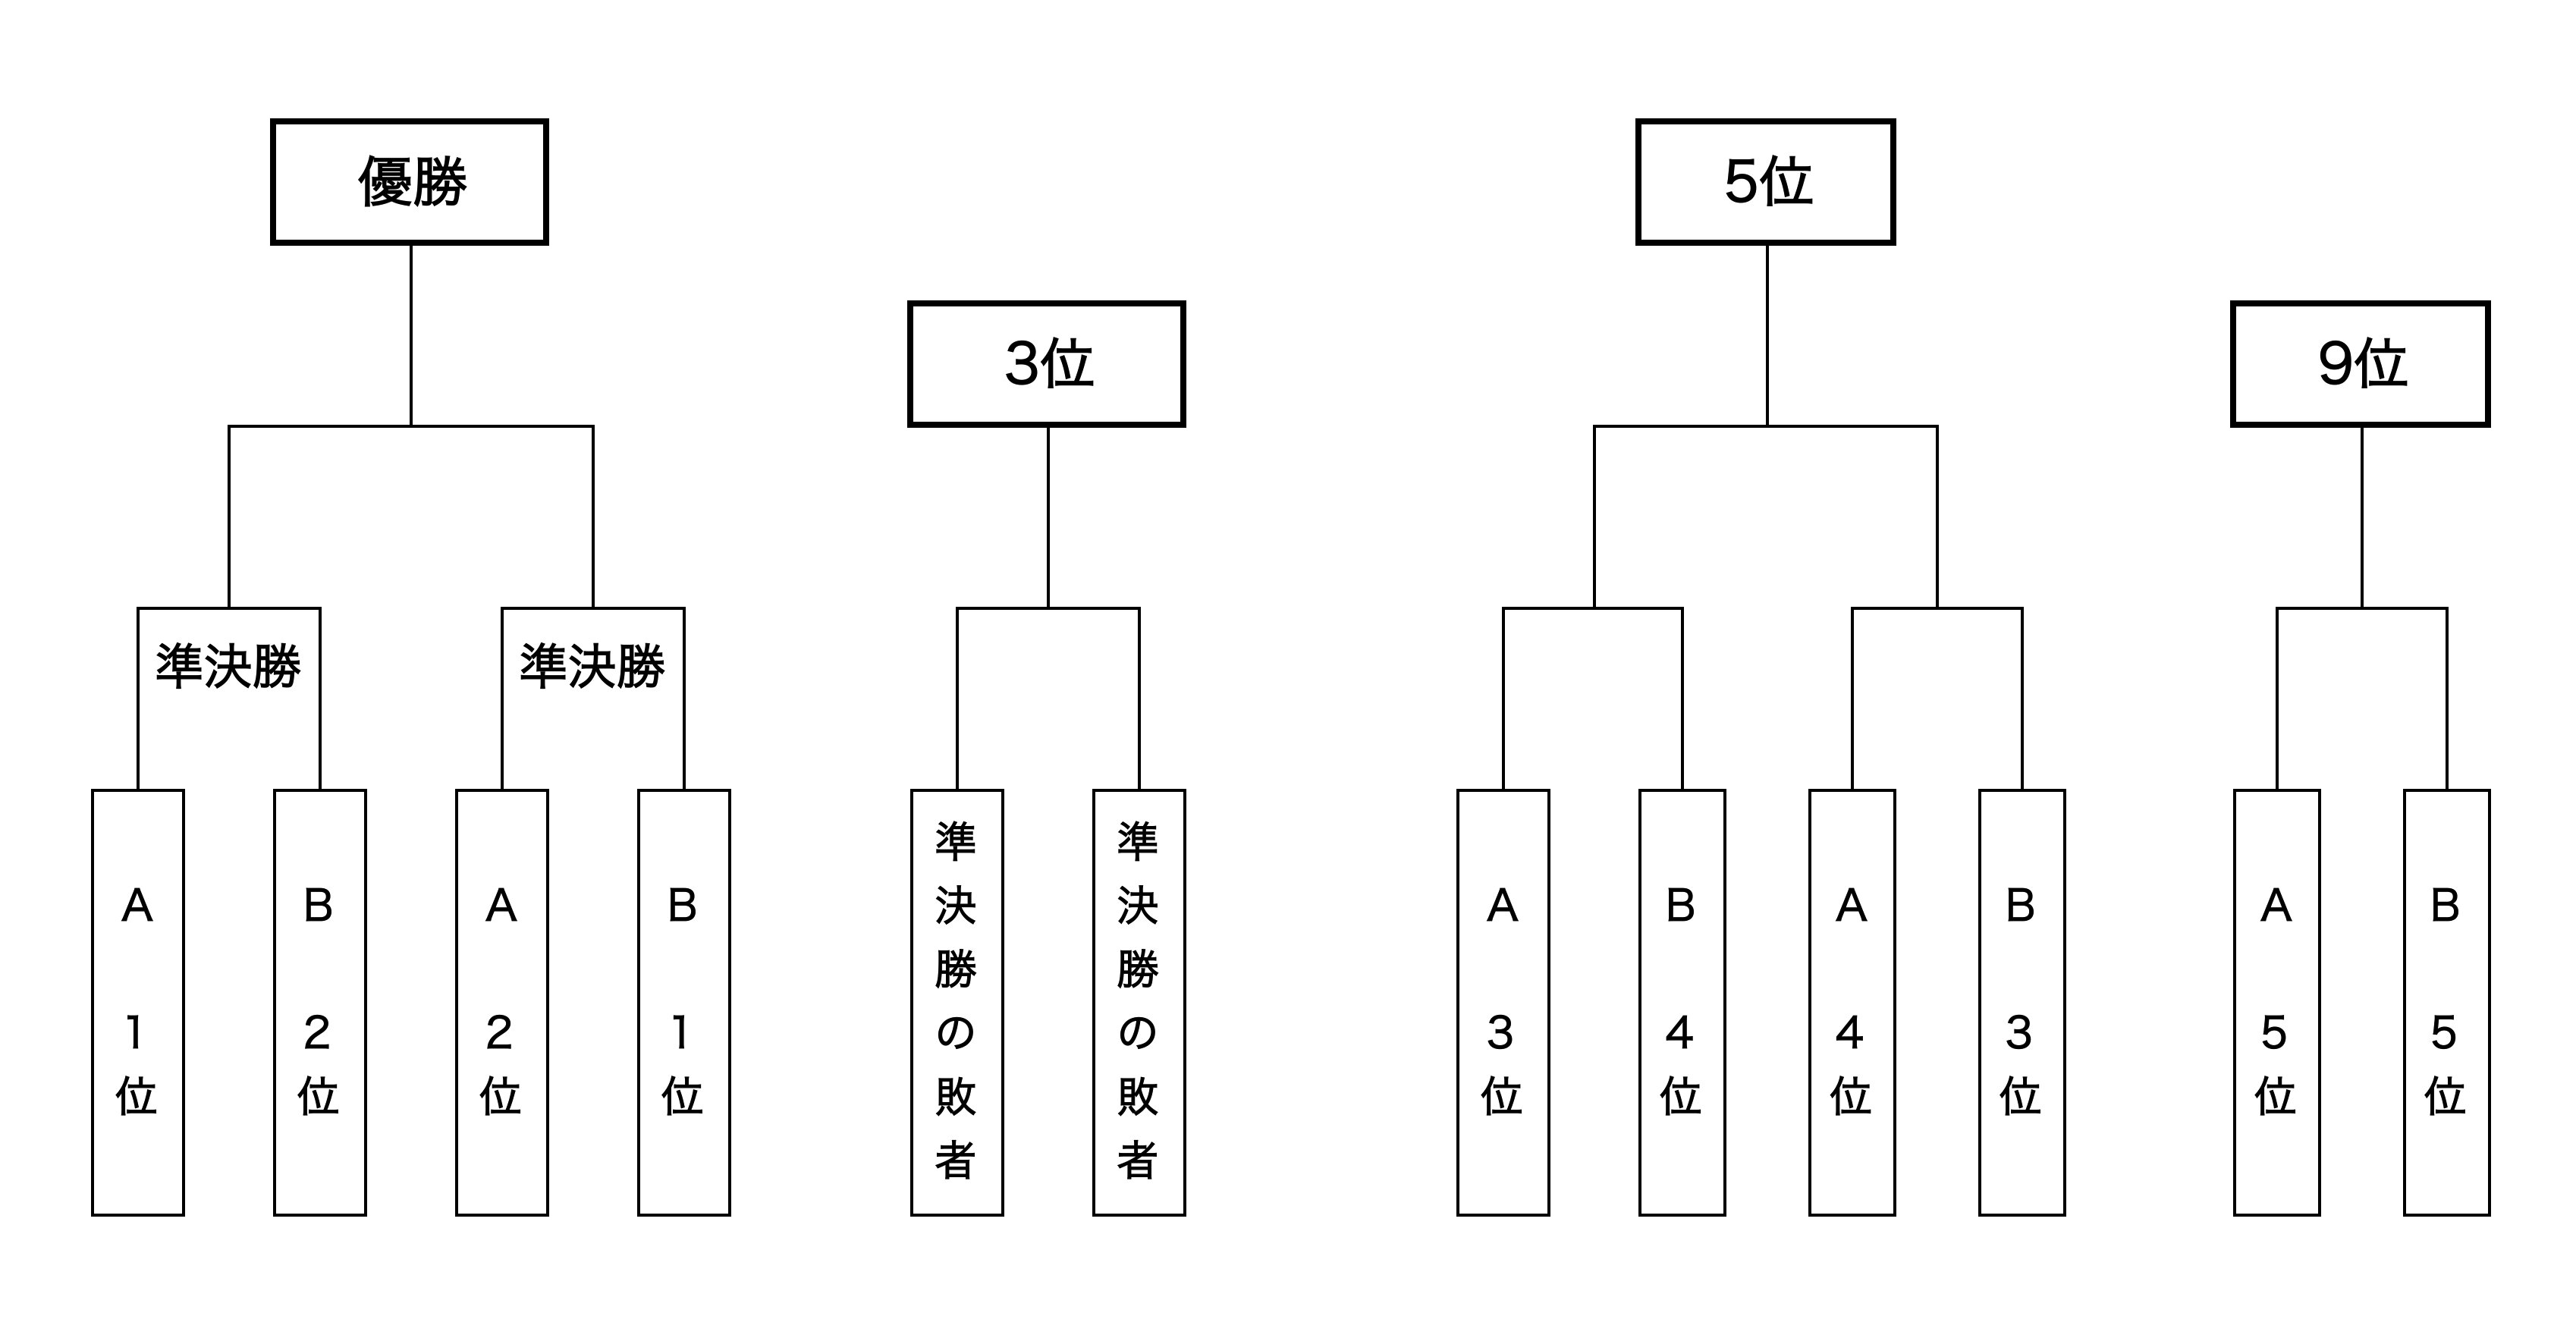 優勝
5位
3位
9位
準決勝
準決勝
A 1位
B 2位
A 2位
B 1位
準決勝の敗者
準決勝の敗者
A 3位
B 4位
A 4位
B 3位
A 5位
B 5位